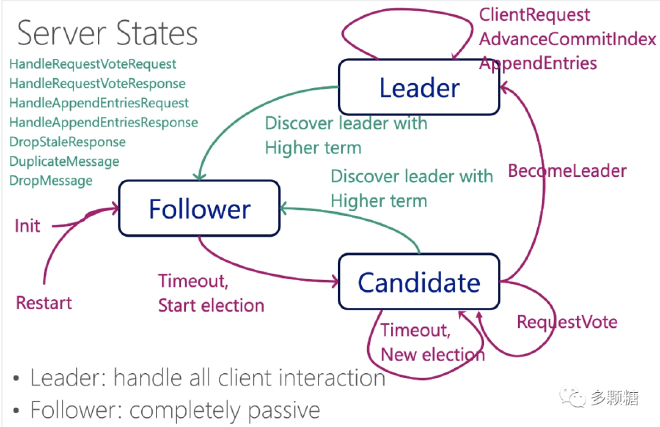 Server States
HandleRequestVoteRequest
HandleRequestVoteResponse
HandleAppendEntriesRequest
HandleAppendEntriesResponse
DropStaleResponse
DuplicateMessage
DropMessage
ClientRequest
AdvanceCommitIndex
AppendEntries
Leader
Discover leader with
Higher term
Discover leader with
Higher term
BecomeLeader
Follower
Init
Restart
Timeout,
Start election
Candidate
Timeout,
New election
RequestVote
• Leader: handle all client interaction
• Follower: completely passive
多颗糖